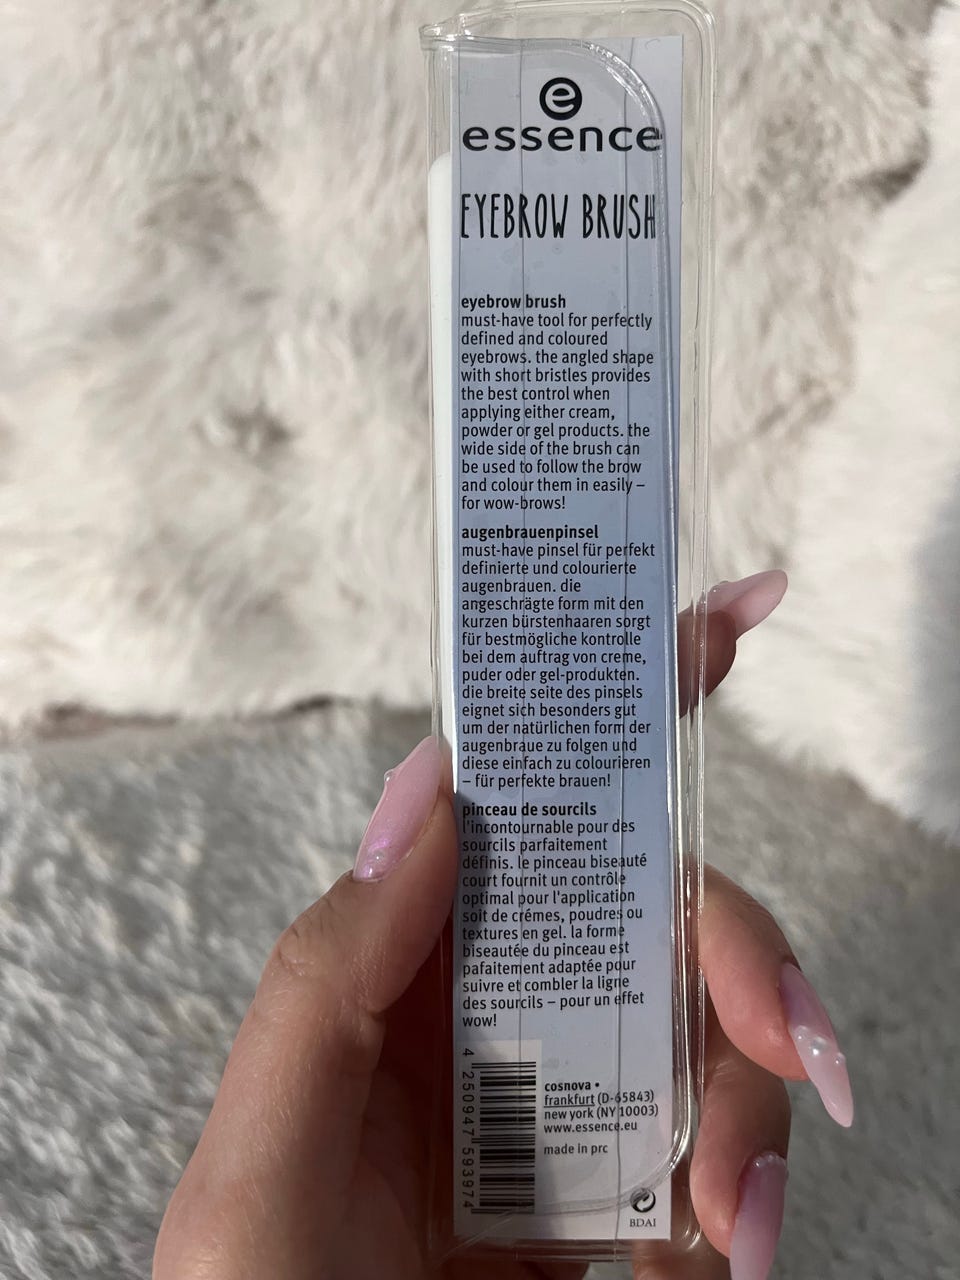 e
essence
EYEBROW BRUSH
eyebrow brush
must-have tool for perfectly
defined and coloured
eyebrows. the angled shape
with short bristles provides
the best control when
applying either cream,
powder or gel products. the
wide side of the brush can
be used to follow the brow
and colour them in easily –
for wow-brows!
augenbrauenpinsel
must-have pinsel für perfekt
definierte und colourierte
augenbrauen. die
angeschrägte form mit den
kurzen bürstenhaaren sorgt
für bestmögliche kontrolle
bei dem auftrag von creme,
puder oder gel-produkten.
die breite seite des pinsels
eignet sich besonders gut
um der natürlichen form der
augenbraue zu folgen und
diese einfach zu colourieren
– für perfekte brauen!
pinceau de sourcils
l'incontournable pour des
sourcils parfaitement
définis. le pinceau biseauté
court fournit un contrôle
optimal pour l'application
soit de crémes, poudres ou
textures en gel. la forme
biseautée du pinceau est
pafaitement adaptée pour
suivre et combler la ligne
des sourcils – pour un effet
wow!
4 250947 593974
cosnova •
frankfurt (D-65843)
new york (NY 10003)
www.essence.eu
made in prc
BDAI